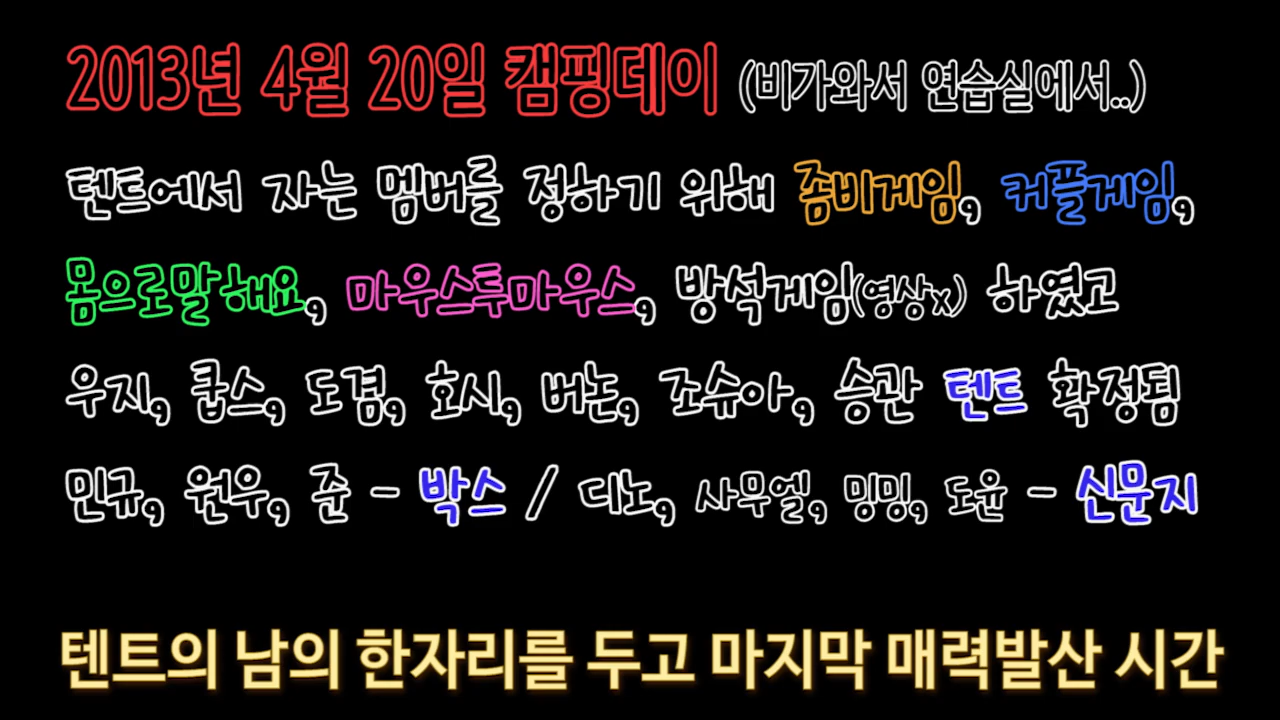 2013년 4월 20일 캠핑데이 (비가와서 연습실에서..)
텐트에서 자는 멤버를 정하기 위해 좀비게임, 커플게임,
몸으로말해요, 마우스투마우스, 방석게임(영상x) 하였고
우지, 쿱스, 도겸, 호시, 버논, 조슈아, 승관 텐트 확정됨
민규, 원우, 준 - 박스 / 디노, 사무엘, 밍밍, 도윤 - 신문지
텐트의 남의 한자리를 두고 마지막 매력발산 시간